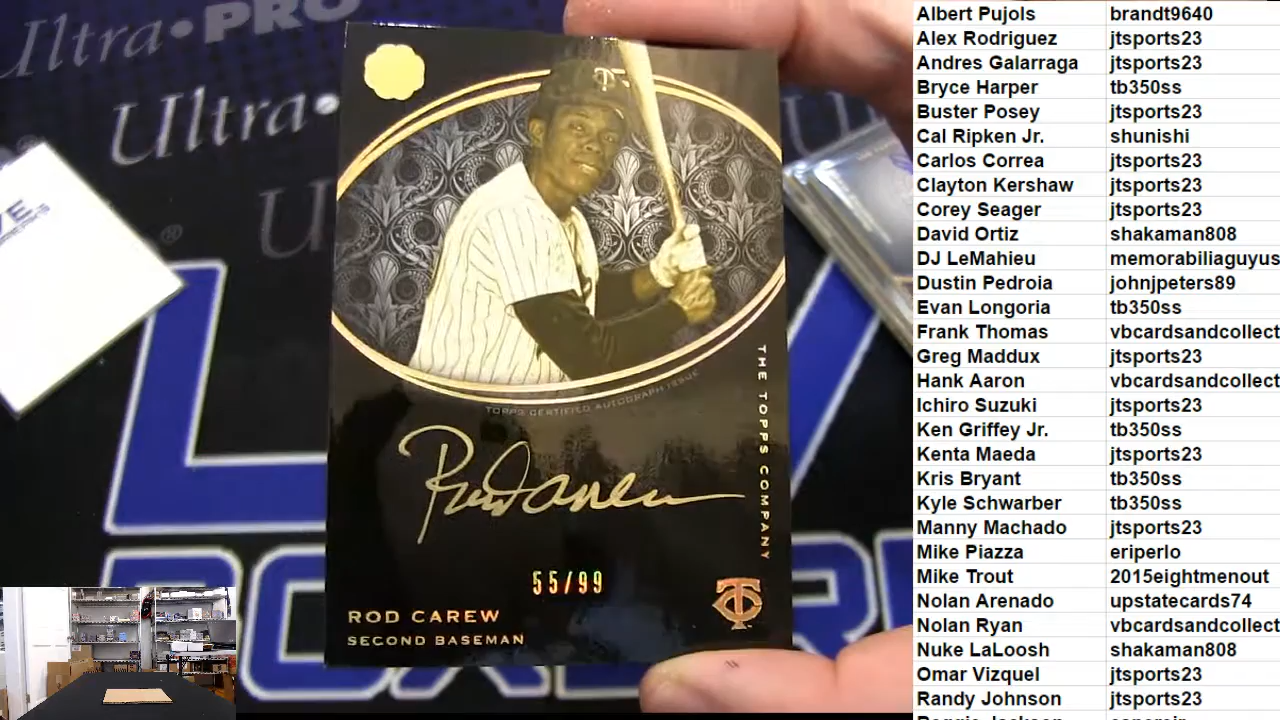 Ultra•PRO
Ultra•
U
®
VE
TC
TOPPS CERTIFIED AUTOGRAPH ISSUE
THE TOPPS COMPANY
Rod Carew
55/99
ROD CAREW
SECOND BASEMAN
TC
Albert Pujols brandt9640
Alex Rodriguez jtsports23
Andres Galarraga jtsports23
Bryce Harper tb350ss
Buster Posey jtsports23
Cal Ripken Jr. shunishi
Carlos Correa jtsports23
Clayton Kershaw jtsports23
Corey Seager jtsports23
David Ortiz shakaman808
DJ LeMahieu memorabiliaguyus
Dustin Pedroia johnjpeters89
Evan Longoria tb350ss
Frank Thomas vbcardsandcollect
Greg Maddux jtsports23
Hank Aaron vbcardsandcollect
Ichiro Suzuki jtsports23
Ken Griffey Jr. tb350ss
Kenta Maeda jtsports23
Kris Bryant tb350ss
Kyle Schwarber tb350ss
Manny Machado jtsports23
Mike Piazza eriperlo
Mike Trout 2015eightmenout
Nolan Arenado upstatecards74
Nolan Ryan vbcardsandcollect
Nuke LaLoosh shakaman808
Omar Vizquel jtsports23
Randy Johnson jtsports23